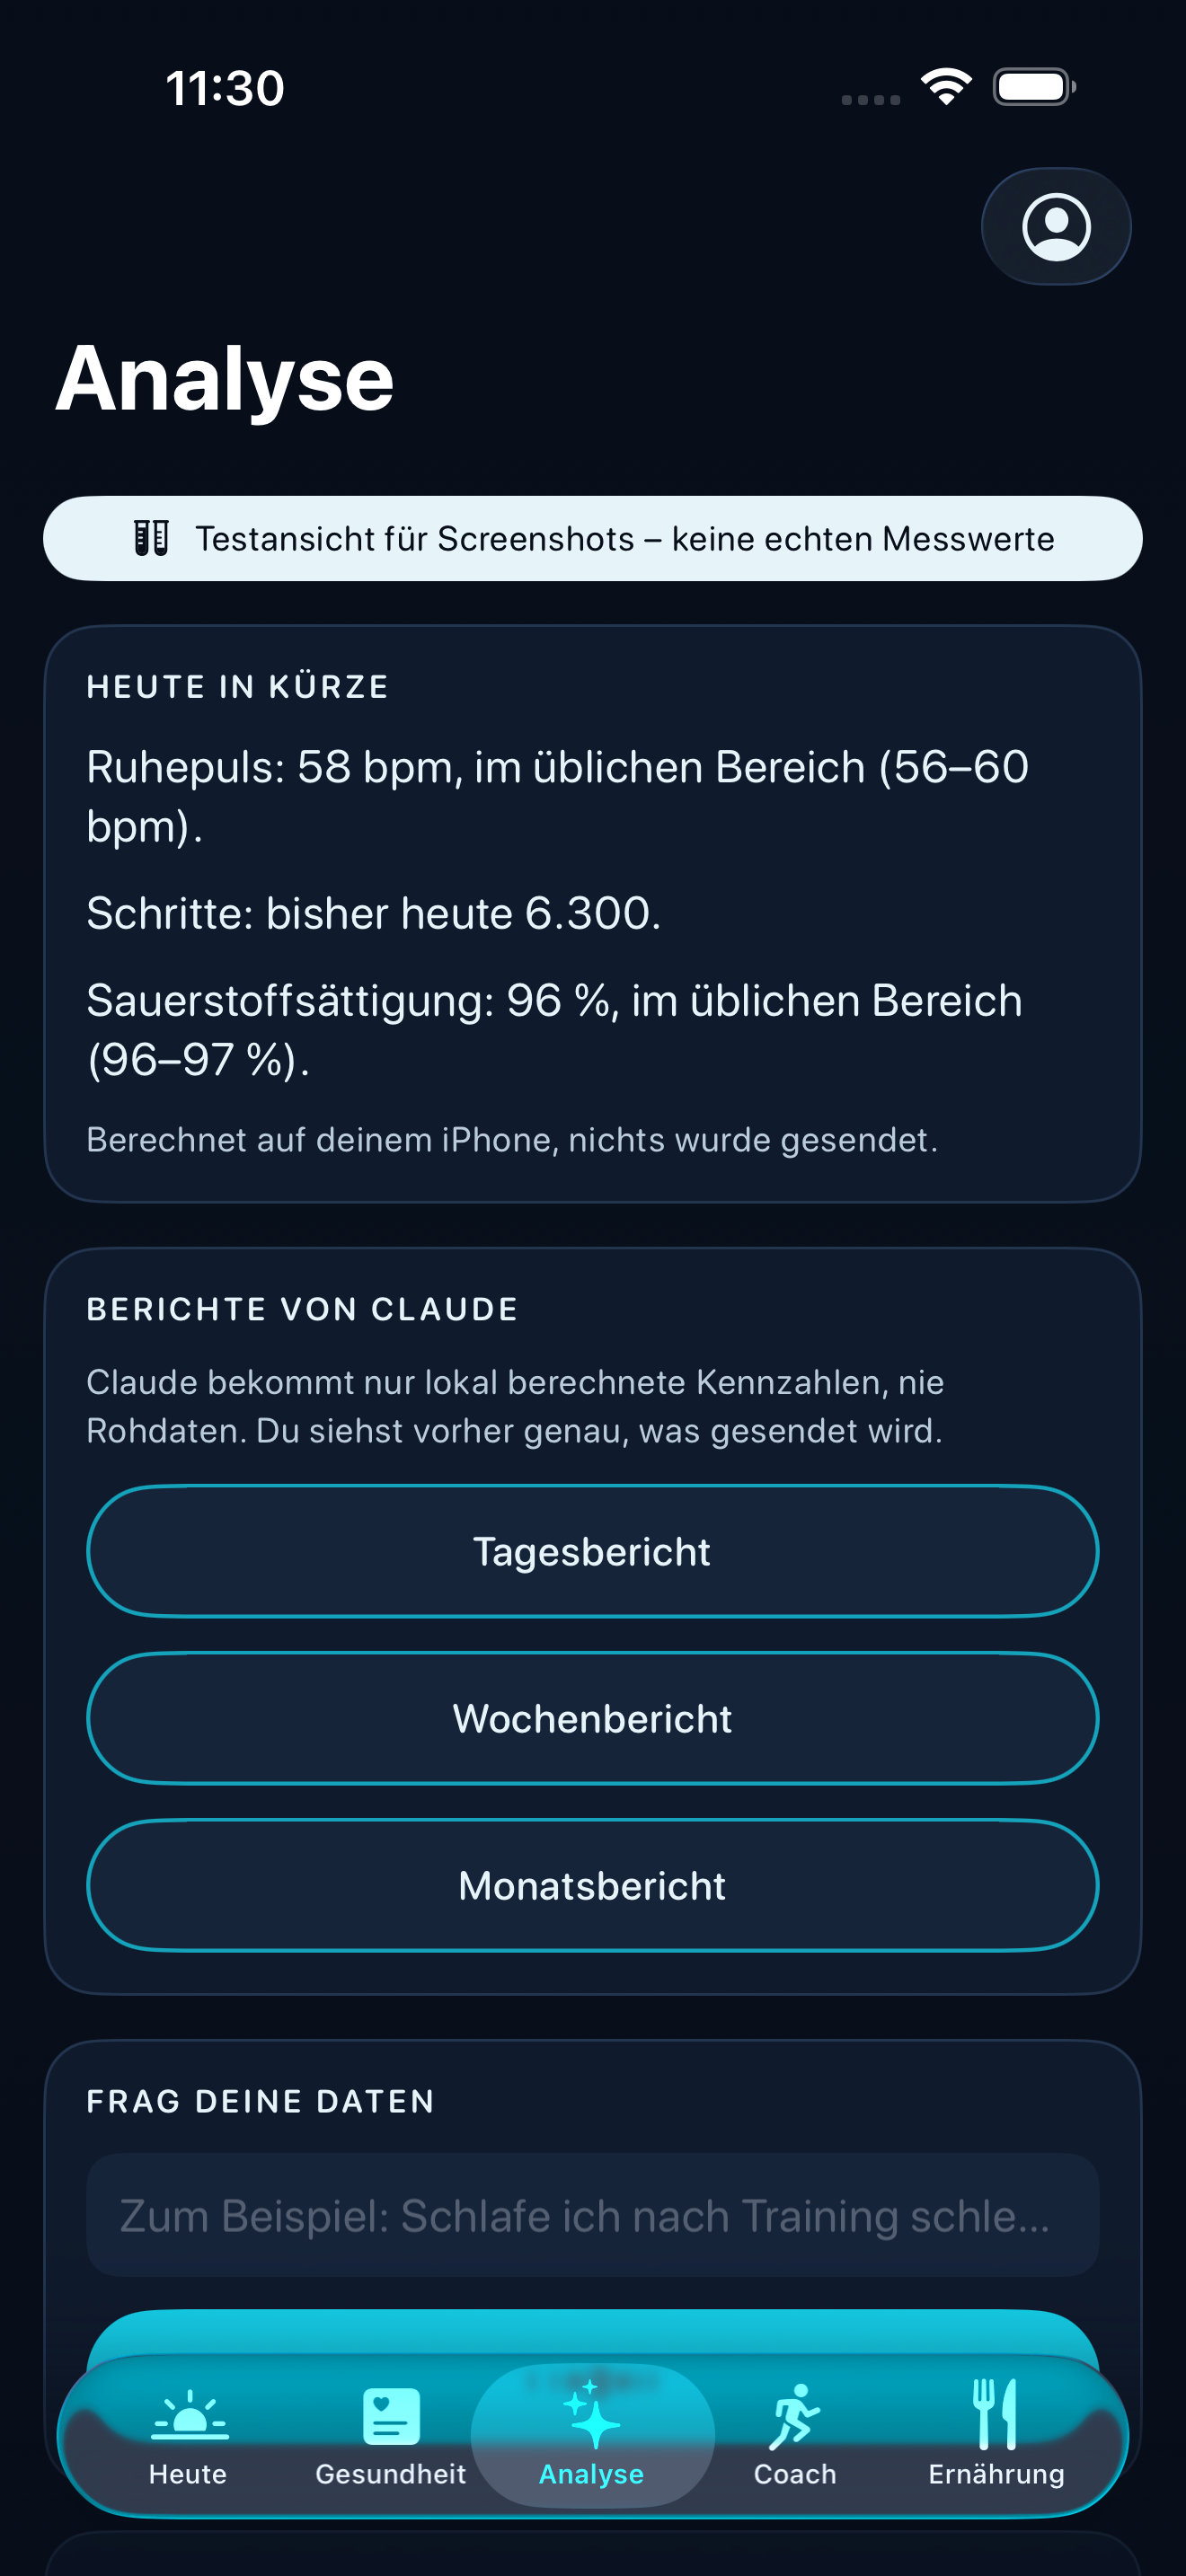 11:30
Analyse
Testansicht für Screenshots – keine echten Messwerte
HEUTE IN KÜRZE
Ruhepuls: 58 bpm, im üblichen Bereich (56–60
bpm).
Schritte: bisher heute 6.300.
Sauerstoffsättigung: 96 %, im üblichen Bereich
(96–97 %).
Berechnet auf deinem iPhone, nichts wurde gesendet.
BERICHTE VON CLAUDE
Claude bekommt nur lokal berechnete Kennzahlen, nie
Rohdaten. Du siehst vorher genau, was gesendet wird.
Tagesbericht
Wochenbericht
Monatsbericht
FRAG DEINE DATEN
Zum Beispiel: Schlafe ich nach Training schle...
Heute
Gesundheit
Analyse
Coach
Ernährung